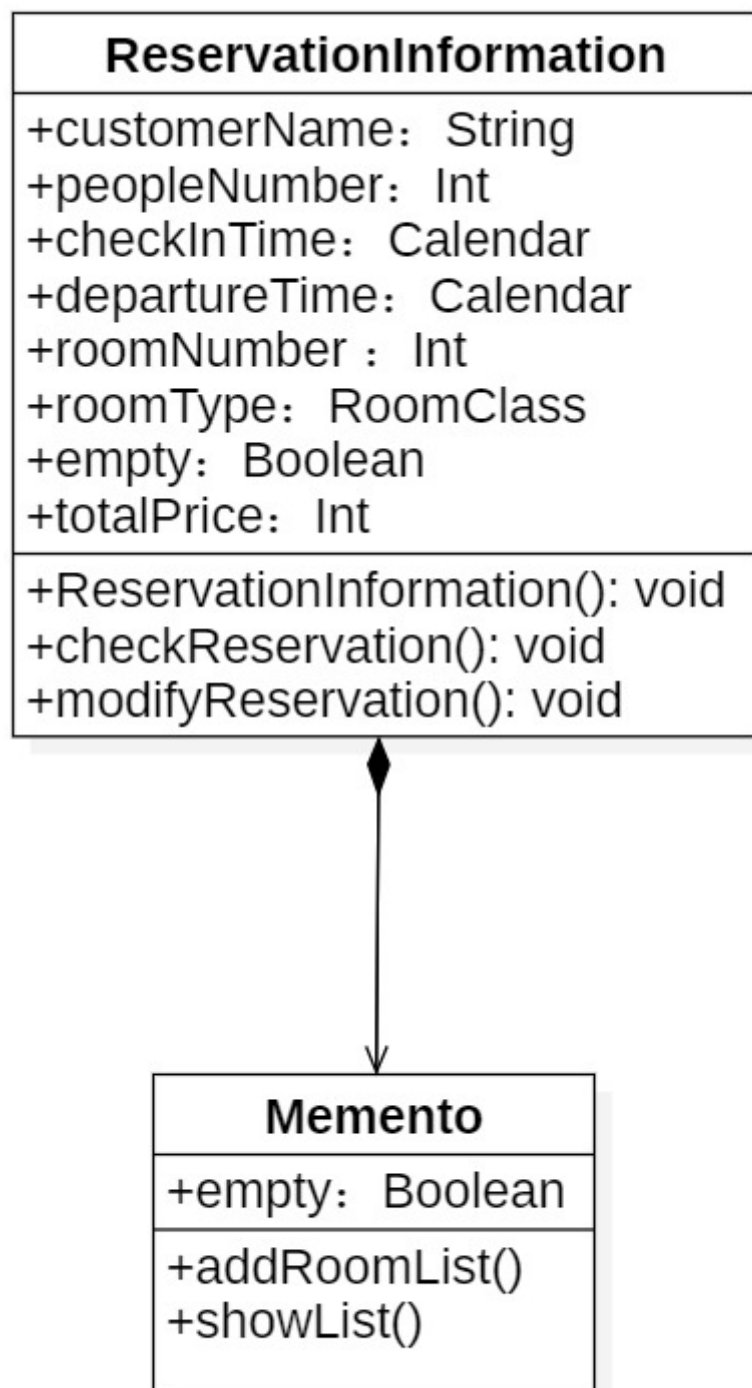 ReservationInformation
+customerName：String
+peopleNumber：Int
+checkInTime：Calendar
+departureTime：Calendar
+roomNumber ：Int
+roomType：RoomClass
+empty：Boolean
+totalPrice：Int
+ReservationInformation(): void
+checkReservation(): void
+modifyReservation(): void
Memento
+empty：Boolean
+addRoomList()
+showList()